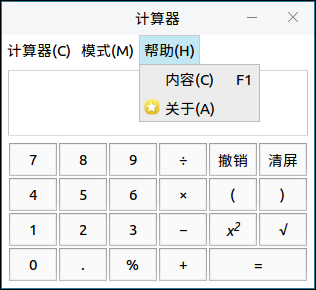 计算器
计算器(C) 模式(M) 帮助(H)
内容(C) F1
关于(A)
7 8 9 ÷ 撤销 清屏
4 5 6 × ( )
1 2 3 − x² √
0 . % + =